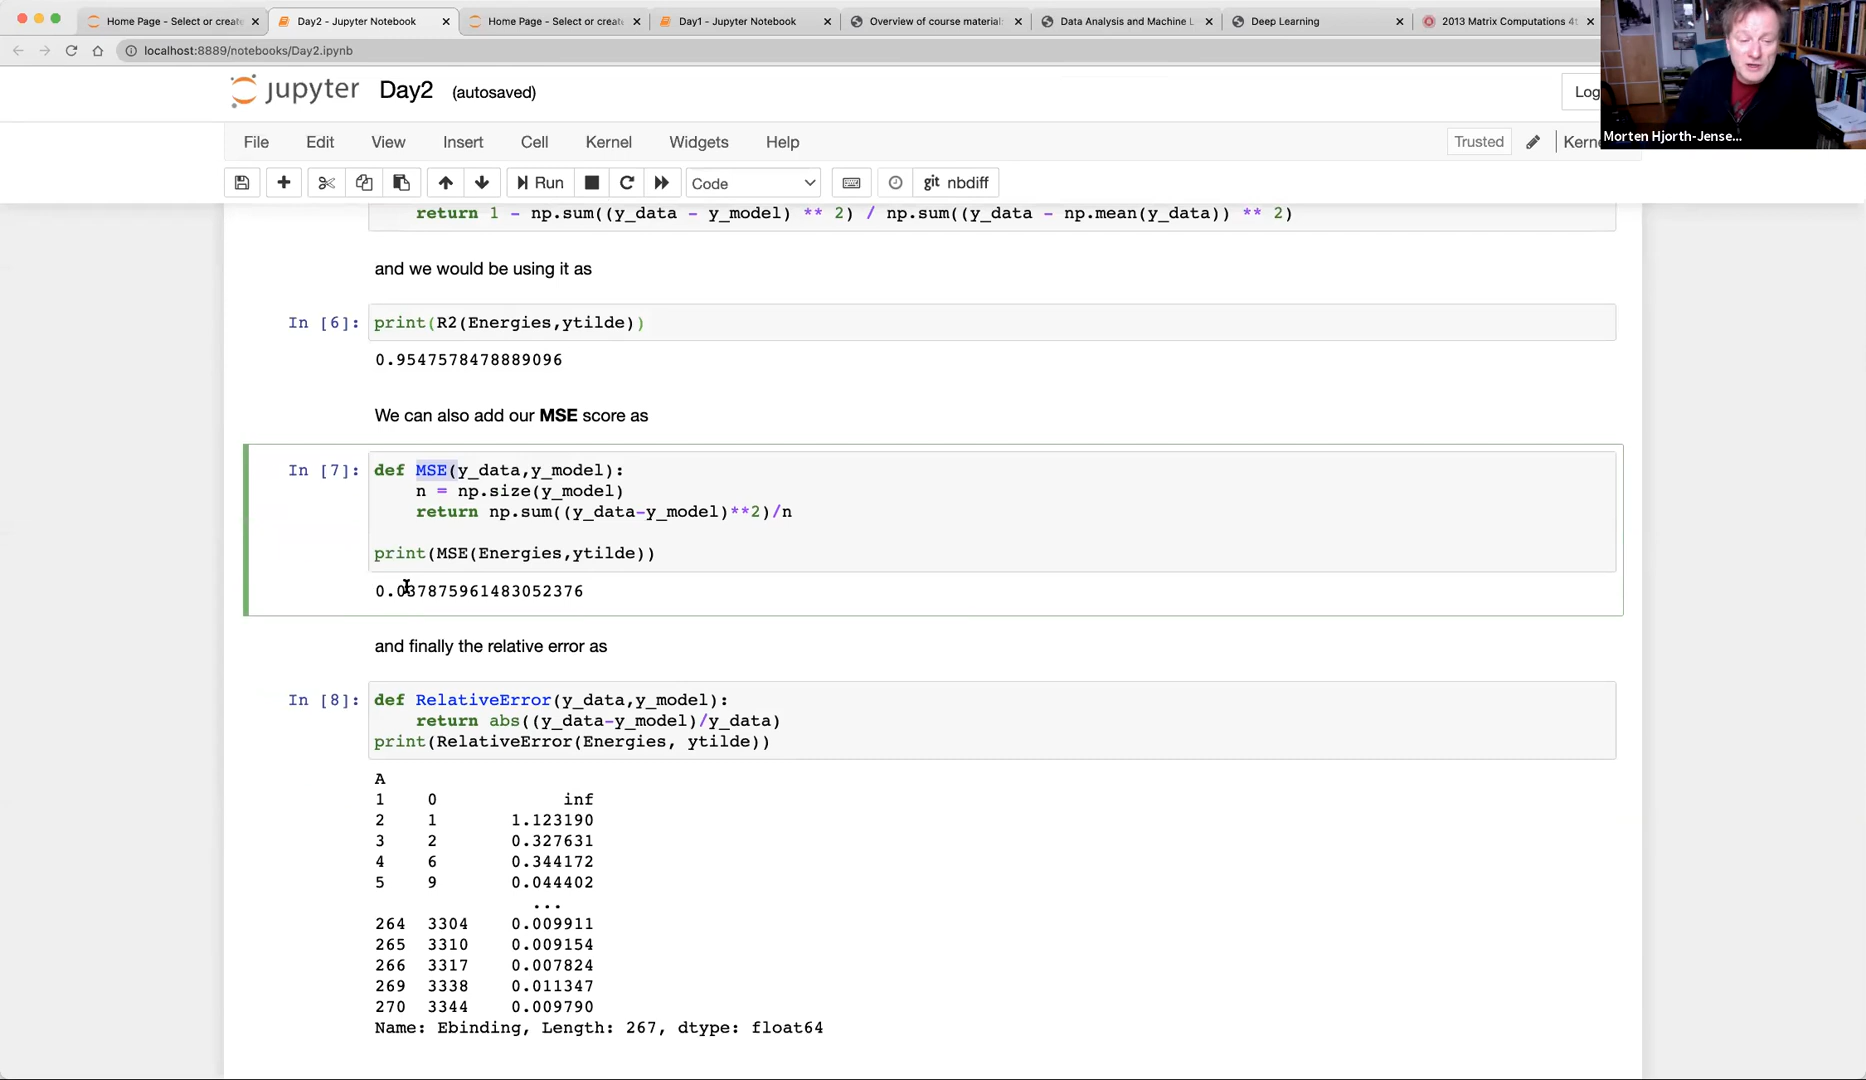 Home Page - Select or create
Day2 - Jupyter Notebook
Home Page - Select or create
Day1 - Jupyter Notebook
Overview of course material
Data Analysis and Machine L
Deep Learning
2013 Matrix Computations 4t
localhost:8889/notebooks/Day2.ipynb
jupyter Day2 (autosaved)
Log
Morten Hjorth-Jense...
File Edit View Insert Cell Kernel Widgets Help
Trusted
Kerne
Run
Code
git nbdiff
return 1 - np.sum((y_data - y_model) ** 2) / np.sum((y_data - np.mean(y_data)) ** 2)
and we would be using it as
In [6]: print(R2(Energies,ytilde))
0.9547578478889096
We can also add our MSE score as
In [7]: def MSE(y_data,y_model):
n = np.size(y_model)
return np.sum((y_data-y_model)**2)/n
print(MSE(Energies,ytilde))
0.037875961483052376
and finally the relative error as
In [8]: def RelativeError(y_data,y_model):
return abs((y_data-y_model)/y_data)
print(RelativeError(Energies, ytilde))
A
1 0 inf
2 1 1.123190
3 2 0.327631
4 6 0.344172
5 9 0.044402
...
264 3304 0.009911
265 3310 0.009154
266 3317 0.007824
269 3338 0.011347
270 3344 0.009790
Name: Ebinding, Length: 267, dtype: float64